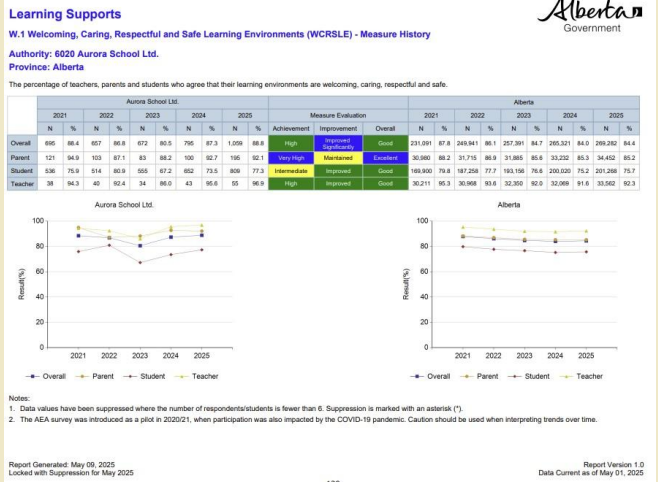 Learning Supports
Alberta
Government
W.1 Welcoming, Caring, Respectful and Safe Learning Environments (WCRSLE) - Measure History
Authority: 6020 Aurora School Ltd.
Province: Alberta
The percentage of teachers, parents and students who agree that their learning environments are welcoming, caring, respectful and safe.
Aurora School Ltd. Alberta
2021 2022 2023 2024 2025 Measure Evaluation 2021 2022 2023 2024 2025
N % N % N % N % N % Achievement Improvement Overall N % N % N % N % N %
Overall 695 88.4 657 86.8 672 80.5 795 87.3 1,059 88.8 High Improved Significantly Good 231,091 87.8 249,941 86.1 257,391 84.7 265,321 84.0 269,282 84.4
Parent 121 94.9 103 87.1 83 88.2 100 92.7 195 92.1 Very High Maintained Excellent 30,980 88.2 31,715 86.9 31,885 85.6 33,232 85.3 34,452 85.2
Student 536 75.9 514 80.9 555 67.2 652 73.5 809 77.3 Intermediate Improved Good 169,900 79.8 187,258 77.7 193,156 76.6 200,020 75.2 201,268 75.7
Teacher 38 94.3 40 92.4 34 86.0 43 95.6 55 96.9 High Improved Good 30,211 95.3 30,968 93.6 32,350 92.0 32,069 91.6 33,562 92.3
Aurora School Ltd. Alberta
Result(%) Result(%)
100 100
80 80
60 60
40 40
20 20
0 0
2021 2022 2023 2024 2025 2021 2022 2023 2024 2025
Overall Parent Student Teacher Overall Parent Student Teacher
Notes:
1. Data values have been suppressed where the number of respondents/students is fewer than 6. Suppression is marked with an asterisk (*).
2. The AEA survey was introduced as a pilot in 2020/21, when participation was also impacted by the COVID-19 pandemic. Caution should be used when interpreting trends over time.
Report Generated: May 09, 2025 Report Version 1.0
Locked with Suppression for May 2025 Data Current as of May 01, 2025